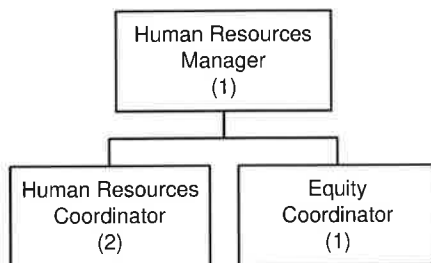 Human Resources
Manager
(1)
Human Resources
Coordinator
(2)
Equity
Coordinator
(1)